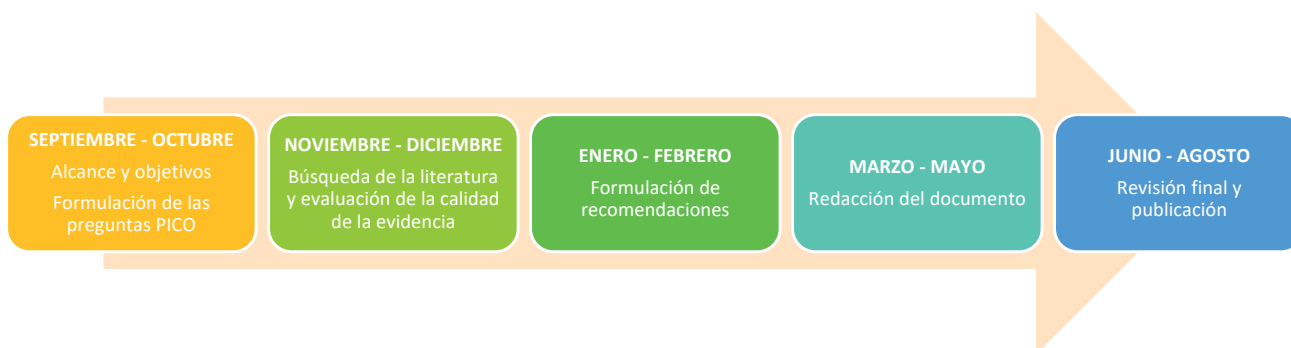 SEPTIEMBRE - OCTUBRE
Alcance y objetivos
Formulación de las
preguntas PICO
NOVIEMBRE - DICIEMBRE
Búsqueda de la literatura
y evaluación de la calidad
de la evidencia
ENERO - FEBRERO
Formulación de
recomendaciones
MARZO - MAYO
Redacción del documento
JUNIO - AGOSTO
Revisión final y
publicación